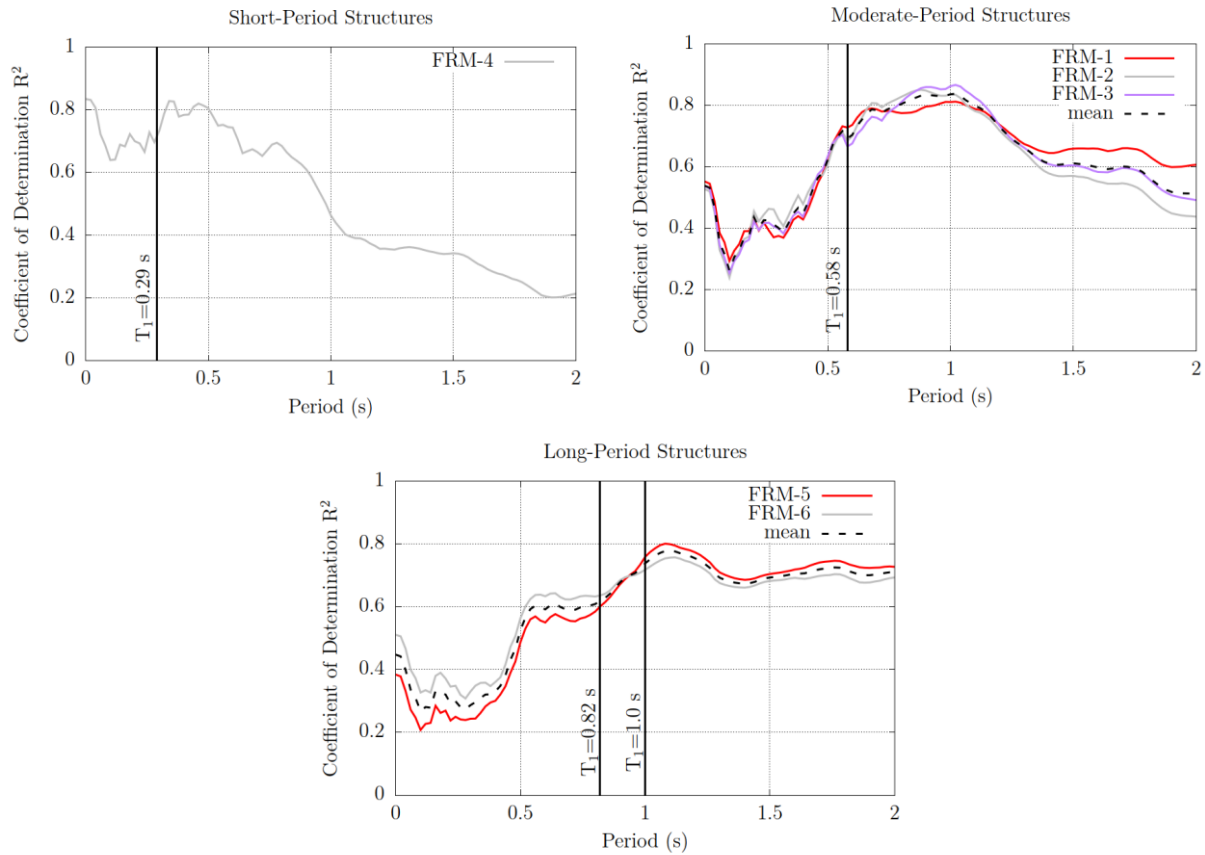 Short-Period Structures
Coefficient of Determination R²
1
0.8
0.6
0.4
0.2
0
FRM-4
T₁=0.29 s
0
0.5
1
1.5
2
Period (s)
Moderate-Period Structures
Coefficient of Determination R²
1
0.8
0.6
0.4
0.2
0
FRM-1
FRM-2
FRM-3
mean
T₁=0.58 s
0
0.5
1
1.5
2
Period (s)
Long-Period Structures
Coefficient of Determination R²
1
0.8
0.6
0.4
0.2
0
FRM-5
FRM-6
mean
T₁=0.82 s
T₁=1.0 s
0
0.5
1
1.5
2
Period (s)